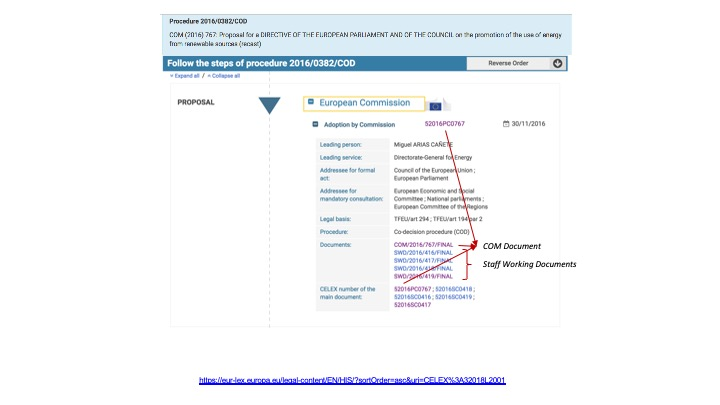 Procedure 2016/0382/COD
COM (2016) 767: Proposal for a DIRECTIVE OF THE EUROPEAN PARLIAMENT AND OF THE COUNCIL on the promotion of the use of energy
from renewable sources (recast)
Follow the steps of procedure 2016/0382/COD
Reverse Order
Expand all / Collapse all
PROPOSAL
European Commission
Adoption by Commission 52016PC0767 30/11/2016
Leading person: Miguel ARIAS CAÑETE
Leading service: Directorate-General for Energy
Addressee for formal act: Council of the European Union ;
European Parliament
Addressee for mandatory consultation: European Economic and Social
Committee ; National parliaments ;
European Committee of the Regions
Legal basis: TFEU/art 294 ; TFEU/art 194 par 2
Procedure: Co-decision procedure (COD)
Documents: COM/2016/767/FINAL
SWD/2016/416/FINAL
SWD/2016/417/FINAL
SWD/2016/418/FINAL
SWD/2016/419/FINAL
COM Document
Staff Working Documents
CELEX number of the main document: 52016PC0767 ; 52016SC0418 ;
52016SC0416 ; 52016SC0419 ;
52016SC0417
https://eur-lex.europa.eu/legal-content/EN/HIS/?sortOrder=asc&uri=CELEX%3A32018L2001